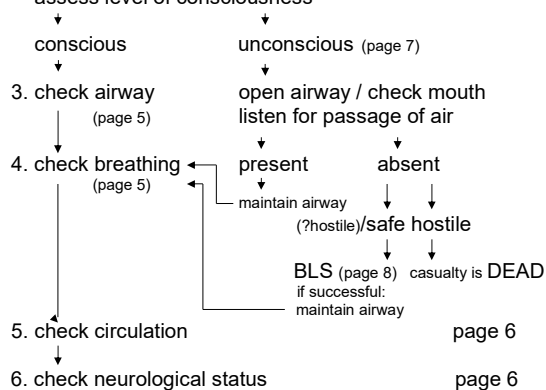 assess level of consciousness
conscious unconscious (page 7)
3. check airway open airway / check mouth
(page 5) listen for passage of air
4. check breathing present absent
(page 5)
maintain airway
(?hostile)/safe hostile
BLS (page 8) casualty is DEAD
if successful:
maintain airway
5. check circulation page 6
6. check neurological status page 6